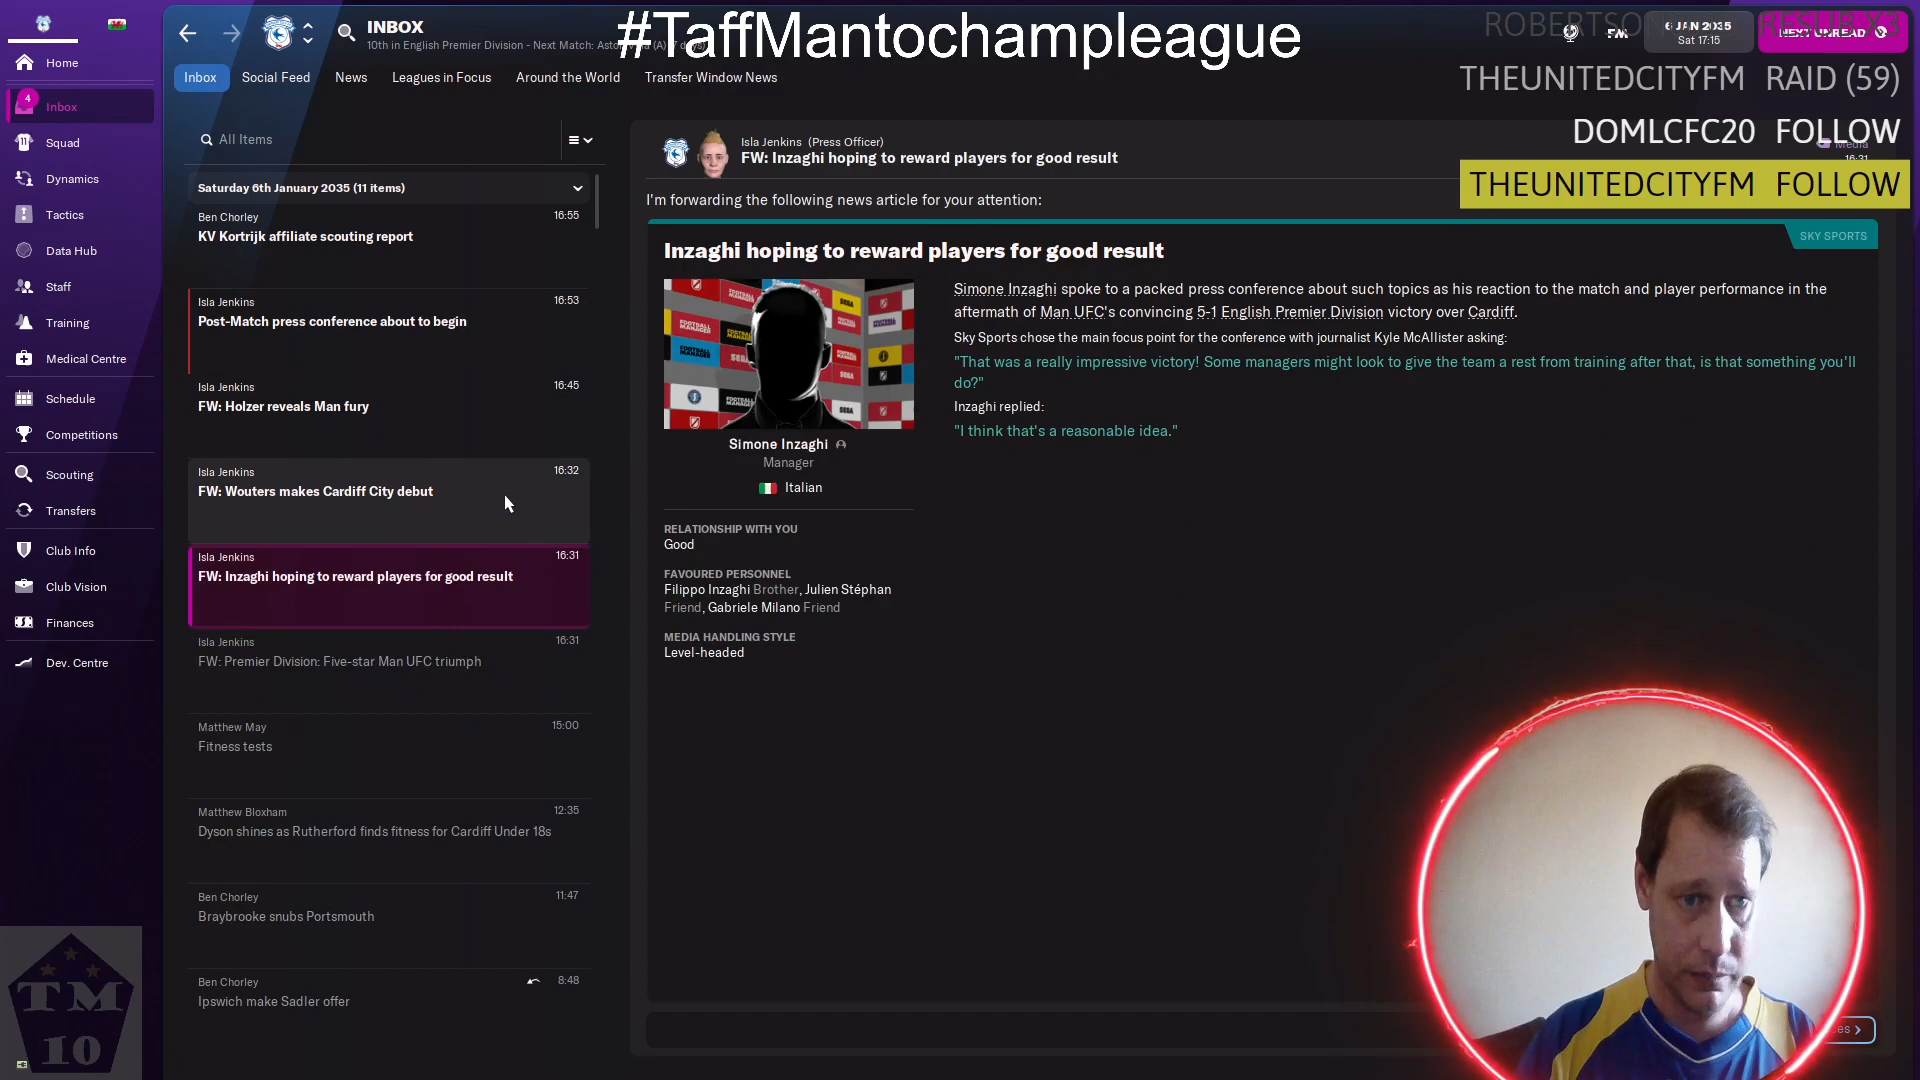 Home
4
Inbox
Squad
Dynamics
Tactics
Data Hub
Staff
Training
Medical Centre
Schedule
Competitions
Scouting
Transfers
Club Info
Club Vision
Finances
Dev. Centre
TM
10
INBOX
10th in English Premier Division - Next Match:
#TaffMantochampleague
6 JAN 2035
Sat 17:15
NEXT UNREAD
RESUB X3
THEUNITEDCITYFM RAID (59)
DOMLCFC20 FOLLOW
THEUNITEDCITYFM FOLLOW
Inbox
Social Feed
News
Leagues in Focus
Around the World
Transfer Window News
All Items
Saturday 6th January 2035 (11 items)
Ben Chorley 16:55
KV Kortrijk affiliate scouting report
Isla Jenkins 16:53
Post-Match press conference about to begin
Isla Jenkins 16:45
FW: Holzer reveals Man fury
Isla Jenkins 16:32
FW: Wouters makes Cardiff City debut
Isla Jenkins 16:31
FW: Inzaghi hoping to reward players for good result
Isla Jenkins 16:31
FW: Premier Division: Five-star Man UFC triumph
Matthew May 15:00
Fitness tests
Matthew Bloxham 12:35
Dyson shines as Rutherford finds fitness for Cardiff Under 18s
Ben Chorley 11:47
Braybrooke snubs Portsmouth
Ben Chorley 8:48
Ipswich make Sadler offer
Isla Jenkins (Press Officer)
FW: Inzaghi hoping to reward players for good result
Media
16:31
I'm forwarding the following news article for your attention:
SKY SPORTS
Inzaghi hoping to reward players for good result
Simone Inzaghi spoke to a packed press conference about such topics as his reaction to the match and player performance in the
aftermath of Man UFC's convincing 5-1 English Premier Division victory over Cardiff.
Sky Sports chose the main focus point for the conference with journalist Kyle McAllister asking:
"That was a really impressive victory! Some managers might look to give the team a rest from training after that, is that something you'll
do?"
Inzaghi replied:
"I think that's a reasonable idea."
Simone Inzaghi
Manager
Italian
RELATIONSHIP WITH YOU
Good
FAVOURED PERSONNEL
Filippo Inzaghi Brother, Julien Stéphan
Friend, Gabriele Milano Friend
MEDIA HANDLING STYLE
Level-headed